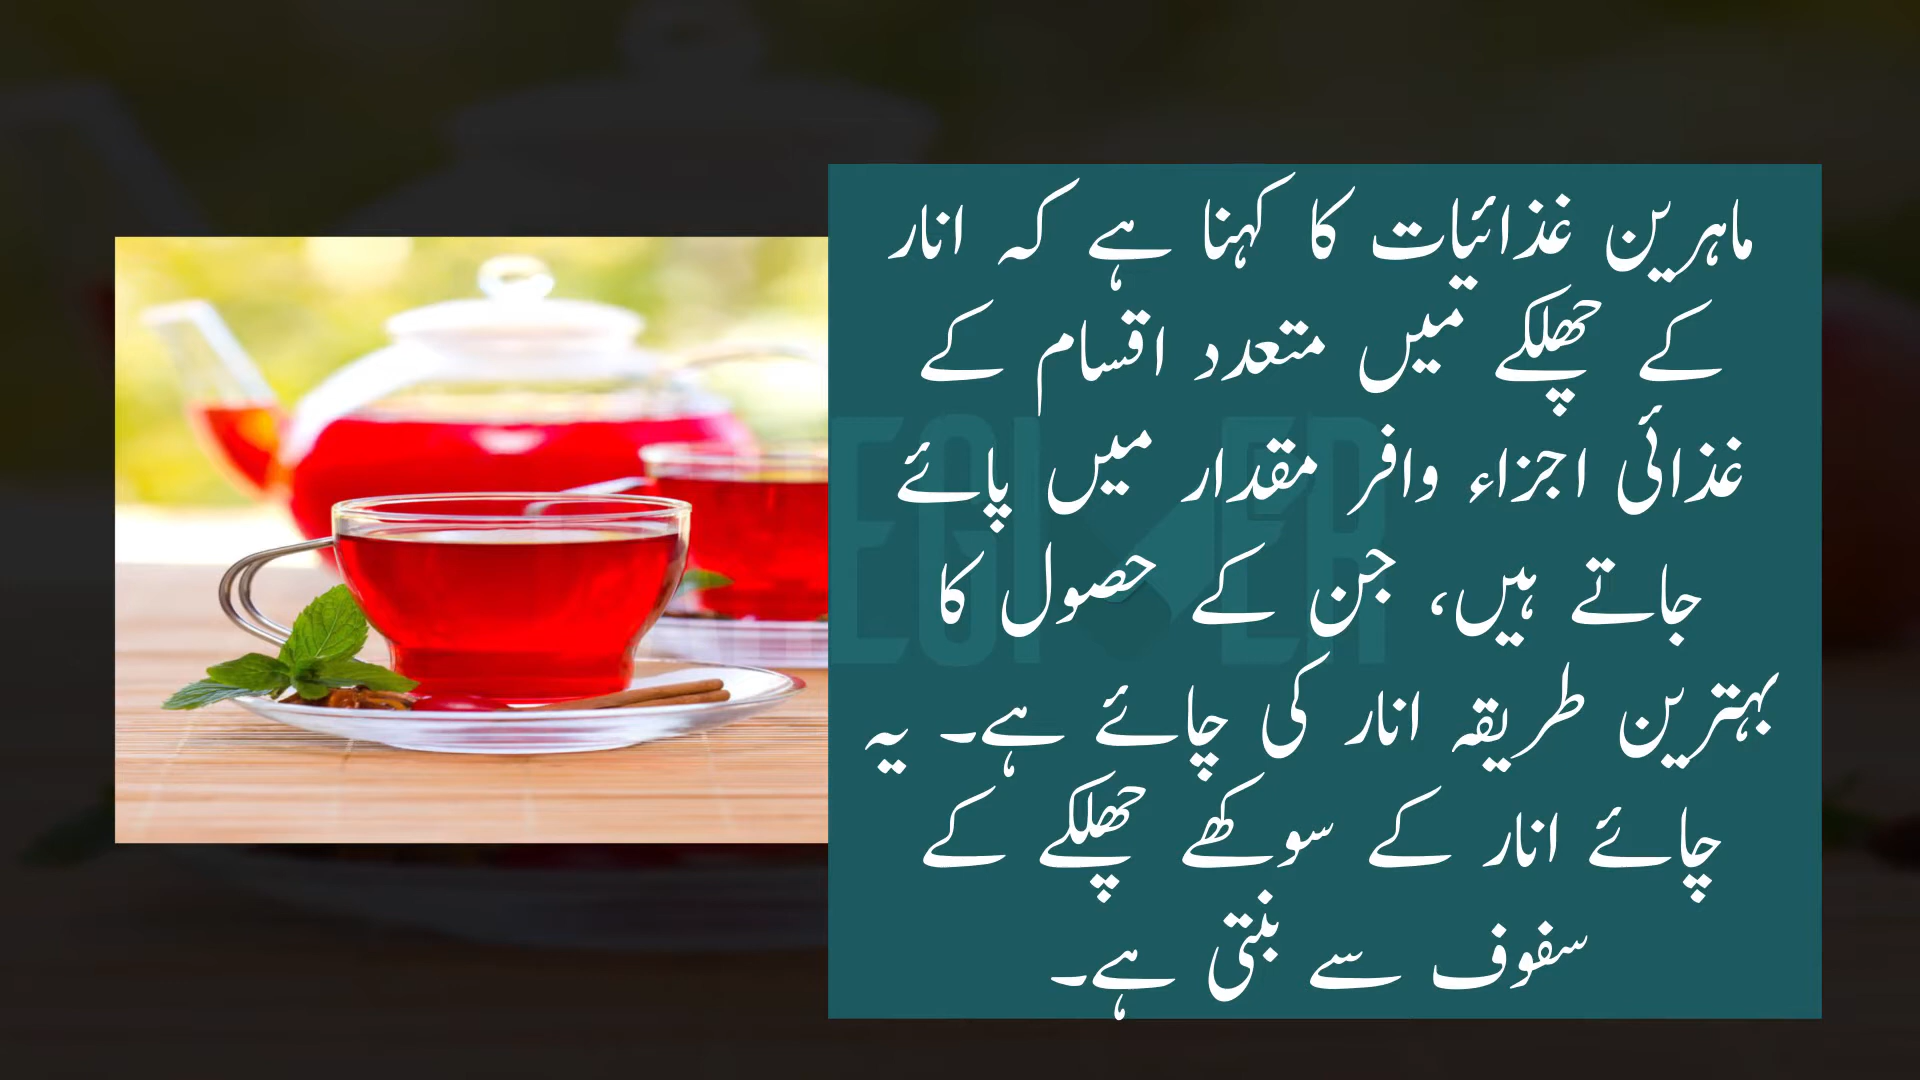 ماہرین غذائیات کا کہنا ہے کہ انار
کے چھلکے میں متعدد اقسام کے
غذائی اجزاء وافر مقدار میں پائے
جاتے ہیں، جن کے حصول کا
بہترین طریقہ انار کی چائے ہے۔ یہ
چائے انار کے سوکھے چھلکے کے
سفوف سے بنتی ہے۔